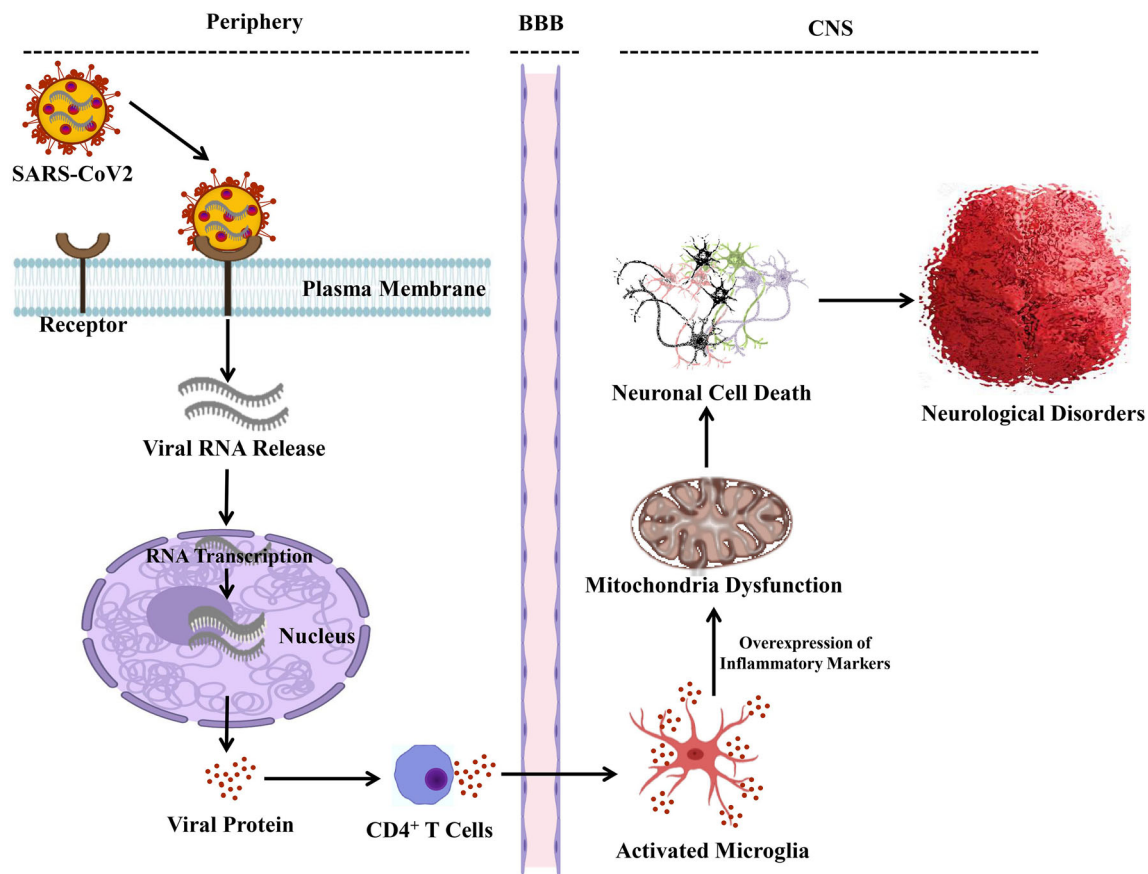 Periphery
BBB
CNS
SARS-CoV2
Plasma Membrane
Receptor
Viral RNA Release
RNA Transcription
Nucleus
Viral Protein
CD4⁺ T Cells
Neuronal Cell Death
Neurological Disorders
Mitochondria Dysfunction
Overexpression of
Inflammatory Markers
Activated Microglia